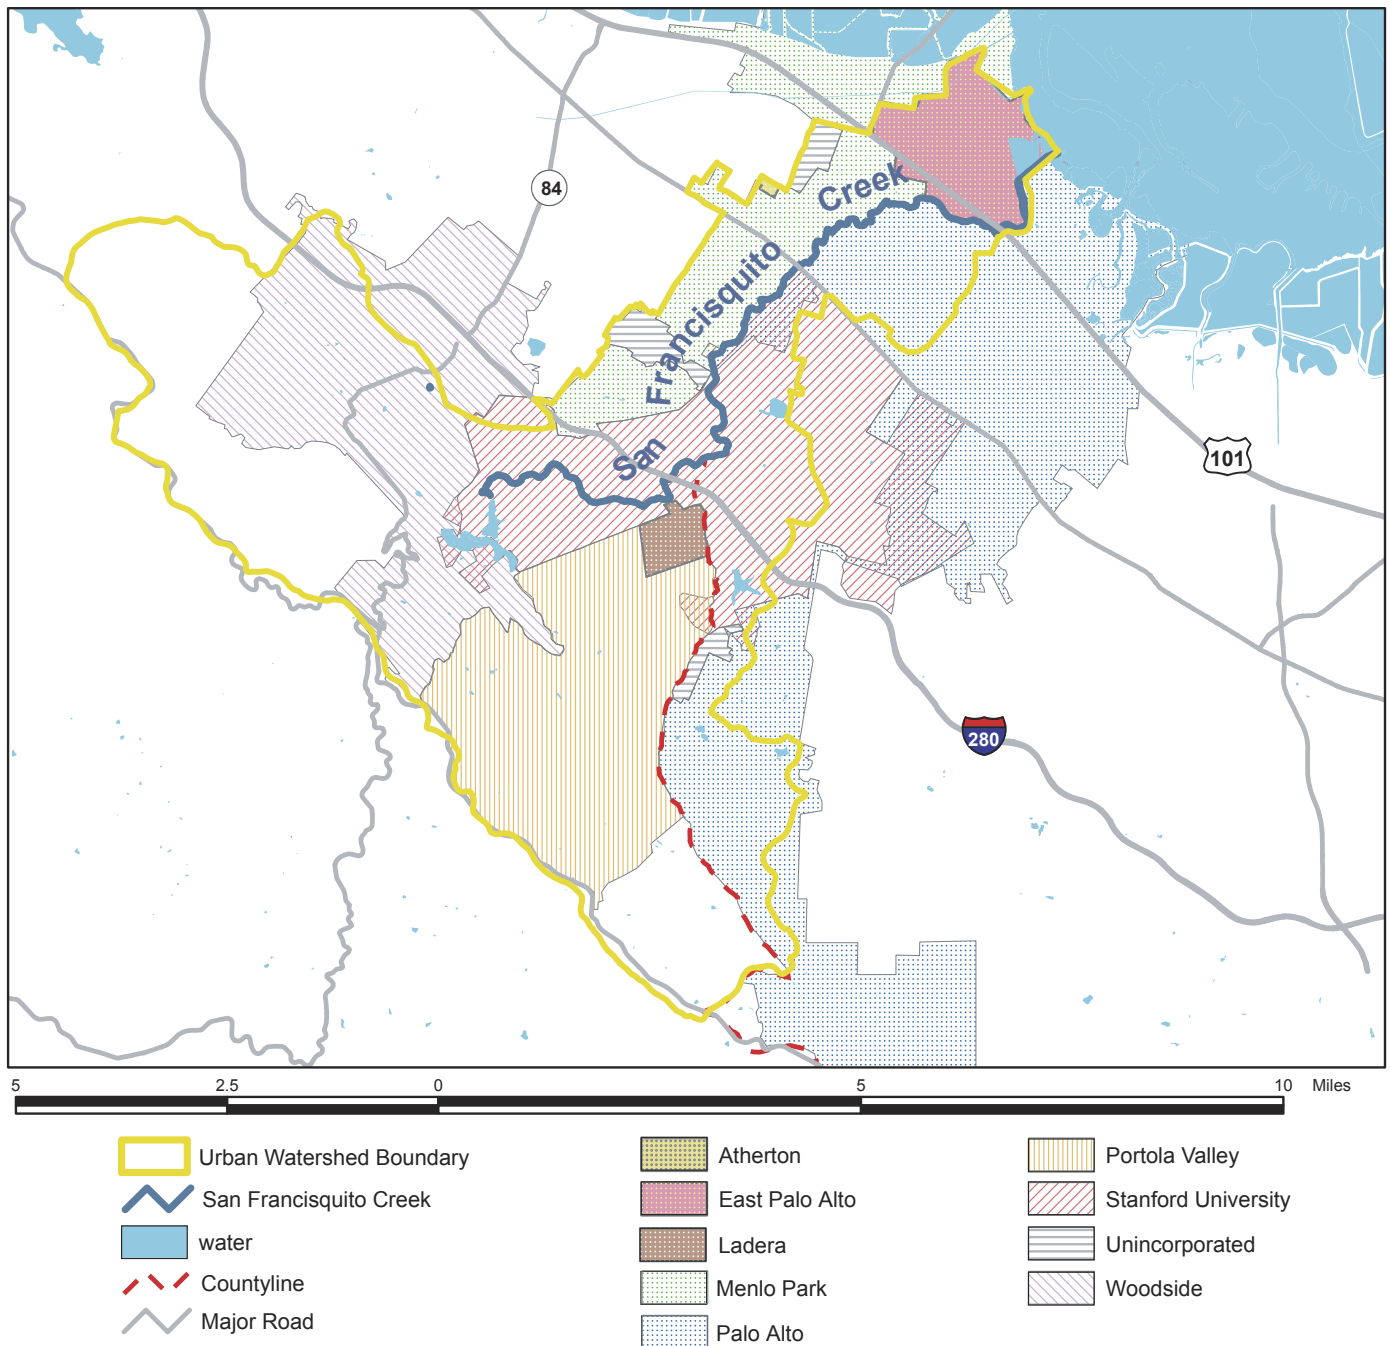 84
San Francisquito Creek
101
280
5 2.5 0 5 10 Miles
Urban Watershed Boundary
San Francisquito Creek
water
Countyline
Major Road
Atherton
East Palo Alto
Ladera
Menlo Park
Palo Alto
Portola Valley
Stanford University
Unincorporated
Woodside